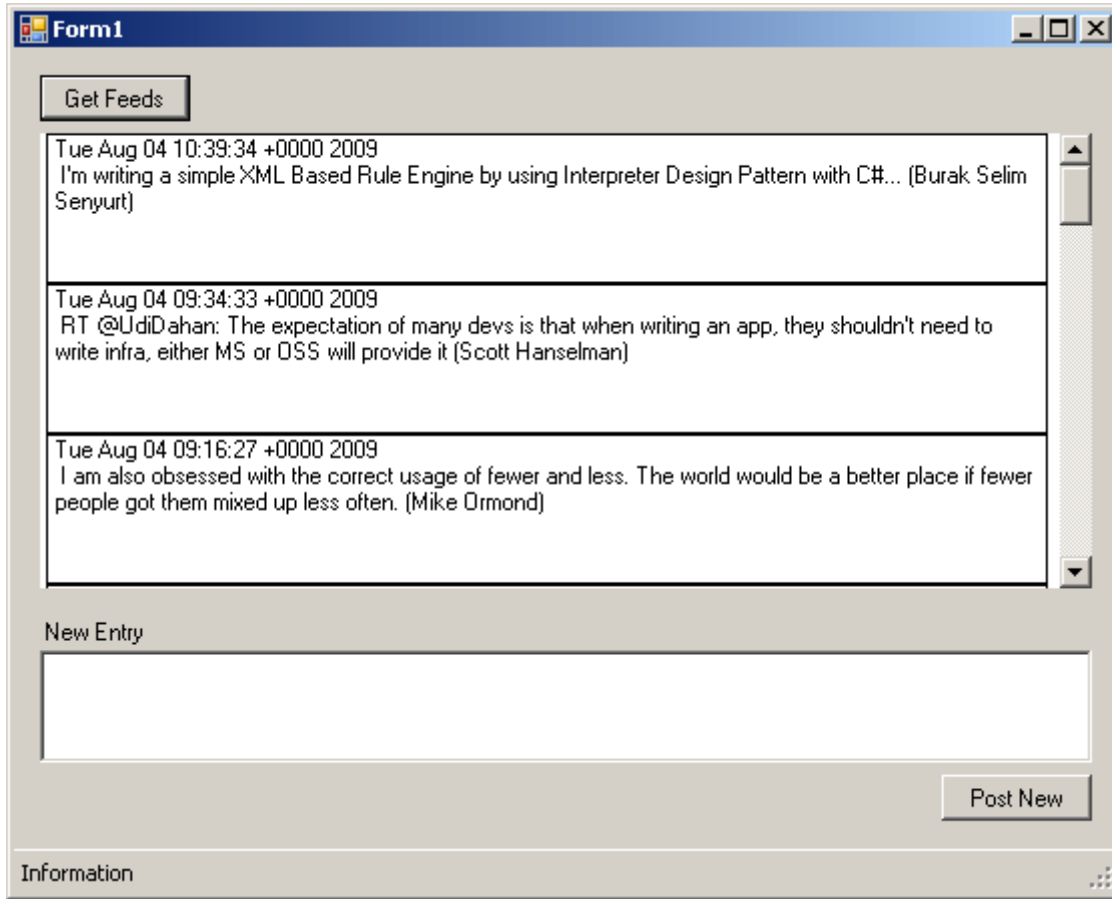 Form1
Get Feeds
Tue Aug 04 10:39:34 +0000 2009
I'm writing a simple XML Based Rule Engine by using Interpreter Design Pattern with C#... (Burak Selim
Senyurt)
Tue Aug 04 09:34:33 +0000 2009
RT @UdiDahan: The expectation of many devs is that when writing an app, they shouldn't need to
write infra, either MS or OSS will provide it (Scott Hanselman)
Tue Aug 04 09:16:27 +0000 2009
I am also obsessed with the correct usage of fewer and less. The world would be a better place if fewer
people got them mixed up less often. (Mike Ormond)
New Entry
Post New
Information